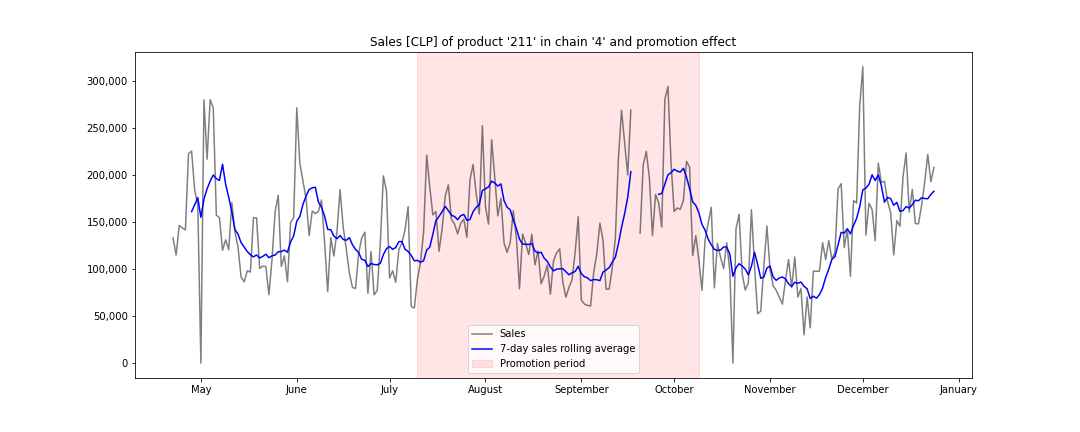 Sales [CLP] of product '211' in chain '4' and promotion effect
300,000
250,000
200,000
150,000
100,000
50,000
0
Sales
7-day sales rolling average
Promotion period
May June July August September October November December January